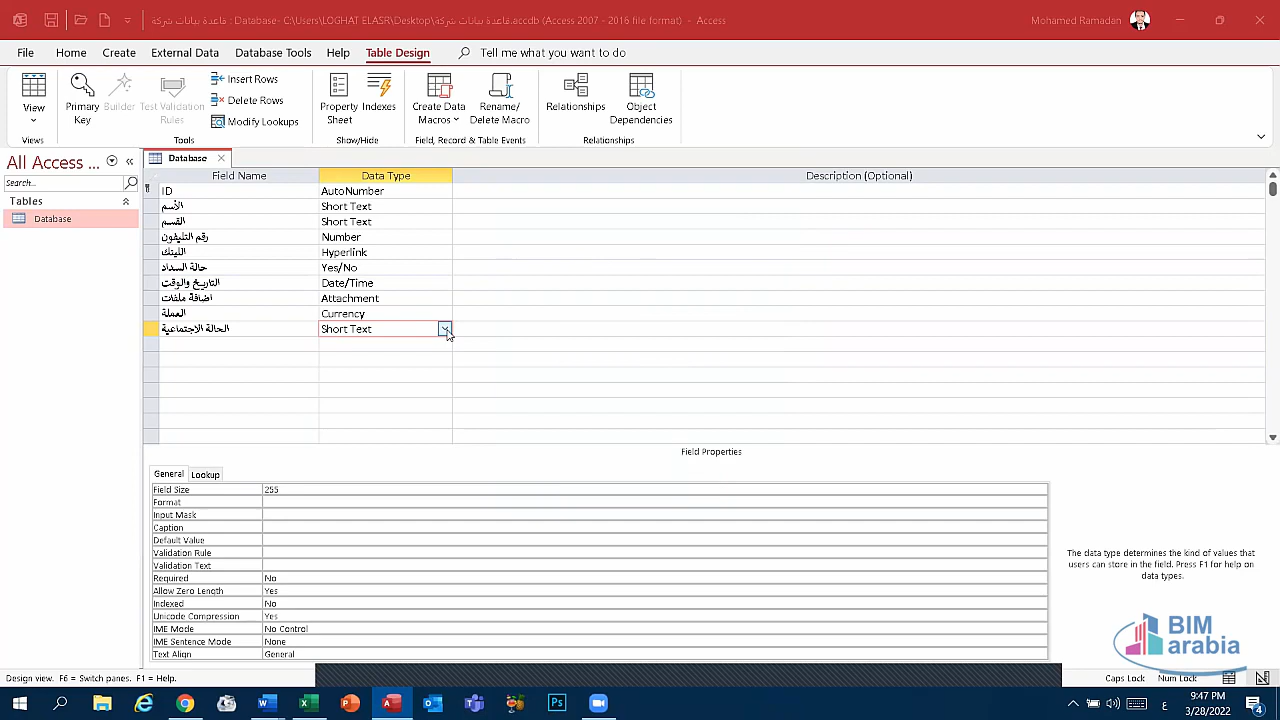 قاعدة بيانات شركة : Database- C:\Users\LOGHAT ELASR\Desktop\قاعدة بيانات شركة.accdb (Access 2007 - 2016 file format) - Access
Mohamed Ramadan
File Home Create External Data Database Tools Help Table Design Tell me what you want to do
View
Primary Key
Builder
Test Validation Rules
Insert Rows
Delete Rows
Modify Lookups
Property Sheet
Indexes
Create Data Macros
Rename/ Delete Macro
Relationships
Object Dependencies
Views Tools Show/Hide Field, Record & Table Events Relationships
All Access ...
Search...
Tables
Database
Database
Field Name Data Type Description (Optional)
ID AutoNumber
الأسم Short Text
القسم Short Text
رقم التليفون Number
اللينك Hyperlink
حالة السداد Yes/No
التاريخ والوقت Date/Time
اضافة ملفات Attachment
العملة Currency
الحالة الاجتماعية Short Text
Field Properties
General Lookup
Field Size 255
Format
Input Mask
Caption
Default Value
Validation Rule
Validation Text
Required No
Allow Zero Length Yes
Indexed No
Unicode Compression Yes
IME Mode No Control
IME Sentence Mode None
Text Align General
The data type determines the kind of values that
users can store in the field. Press F1 for help on
data types.
BIM
arabia
Design view. F6 = Switch panes. F1 = Help.
Caps Lock Num Lock
ع
9:47 PM
3/28/2022